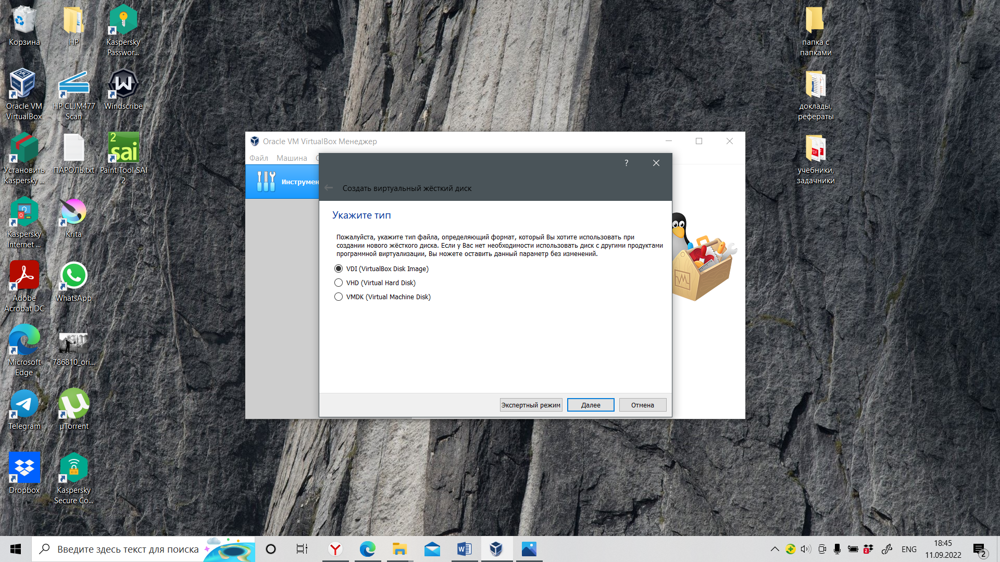 Корзина
HP
Kaspersky
Passwor...
Oracle VM
VirtualBox
HP CLJM477
Scan
Windscribe
Установить
Kaspersky ...
ПАРОЛЬ.txt
2
sai
Paint Tool SAI
2
Kaspersky
Internet ...
Krita
Adobe
Acrobat DC
WhatsApp
Microsoft
Edge
786810_ori...
Telegram
µTorrent
Dropbox
Kaspersky
Secure Co...
папка с
папками
доклады,
рефераты
учебники,
задачники
Oracle VM VirtualBox Менеджер
Файл Машина
Инструмен
?
Создать виртуальный жёсткий диск
Укажите тип
Пожалуйста, укажите тип файла, определяющий формат, который Вы хотите использовать при
создании нового жёсткого диска. Если у Вас нет необходимости использовать диск с другими продуктами
программной виртуализации, Вы можете оставить данный параметр без изменений.
VDI (VirtualBox Disk Image)
VHD (Virtual Hard Disk)
VMDK (Virtual Machine Disk)
Экспертный режим Далее Отмена
Введите здесь текст для поиска
ENG
18:45
11.09.2022
2